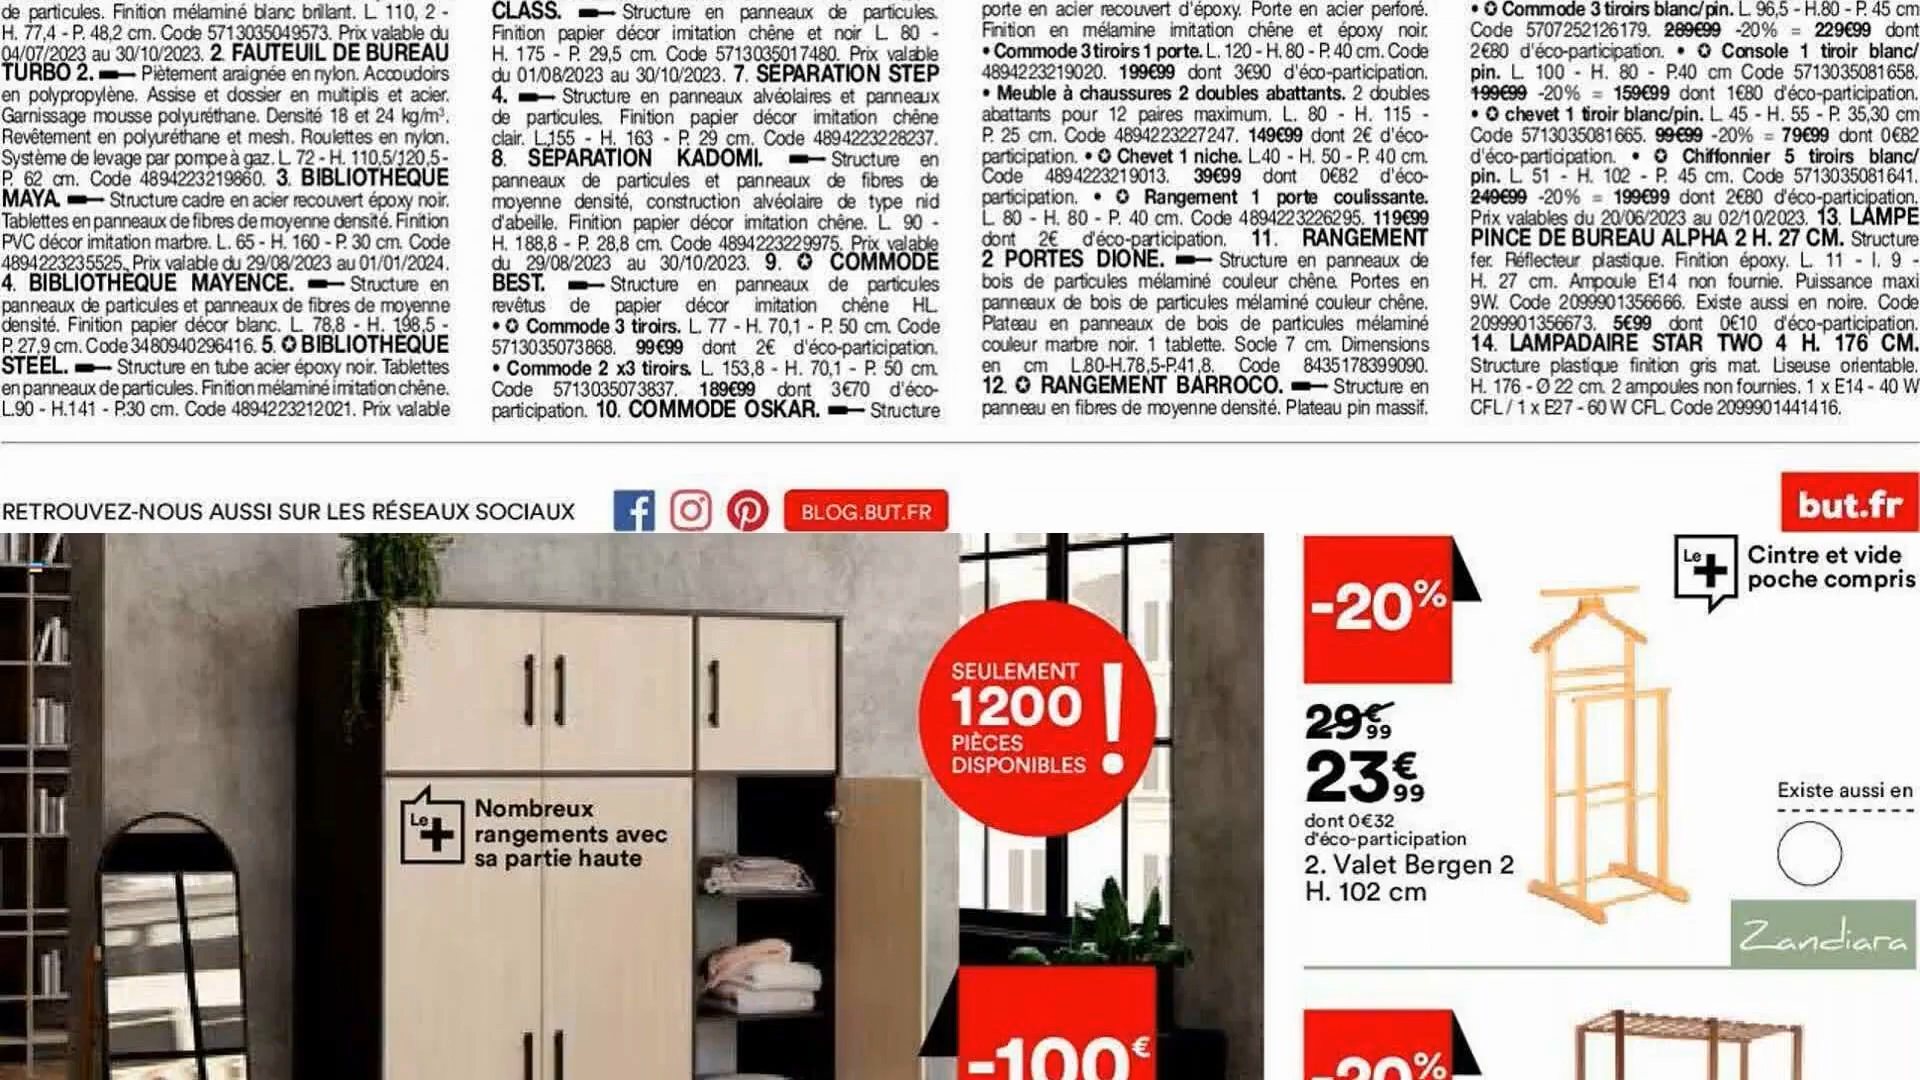 de particules. Finition mélaminé blanc brillant. L. 110, 2 -
H. 77,4 - P. 48,2 cm. Code 5713035049573. Prix valable du
04/07/2023 au 30/10/2023. 2. FAUTEUIL DE BUREAU
TURBO 2. Piètement araignée en nylon. Accoudoirs
en polypropylène. Assise et dossier en multiplis et acier.
Garnissage mousse polyuréthane. Densité 18 et 24 kg/m³.
Revêtement en polyuréthane et mesh. Roulettes en nylon.
Système de levage par pompe à gaz. L. 72 - H. 110,5/120,5 -
P. 62 cm. Code 4894223219860. 3. BIBLIOTHÈQUE
MAYA. Structure cadre en acier recouvert époxy noir.
Tablettes en panneaux de fibres de moyenne densité. Finition
PVC décor imitation marbre. L. 65 - H. 160 - P. 30 cm. Code
4894223235525. Prix valable du 29/08/2023 au 01/01/2024.
4. BIBLIOTHÈQUE MAYENCE. Structure en
panneaux de particules et panneaux de fibres de moyenne
densité. Finition papier décor blanc. L. 78,8 - H. 198,5 -
P. 27,9 cm. Code 3480940296416. 5. BIBLIOTHÈQUE
STEEL. Structure en tube acier époxy noir. Tablettes
en panneaux de particules. Finition mélaminé imitation chêne.
L.90 - H.141 - P.30 cm. Code 4894223212021. Prix valable
CLASS. Structure en panneaux de particules.
Finition papier décor imitation chêne et noir L. 80 -
H. 175 - P. 29,5 cm. Code 5713035017480. Prix valable
du 01/08/2023 au 30/10/2023. 7. SÉPARATION STEP
4. Structure en panneaux alvéolaires et panneaux
de particules. Finition papier décor imitation chêne
clair. L.155 - H. 163 - P. 29 cm. Code 4894223228237.
8. SÉPARATION KADOMI. Structure en
panneaux de particules et panneaux de fibres de
moyenne densité, construction alvéolaire de type nid
d'abeille. Finition papier décor imitation chêne. L. 90 -
H. 188,8 - P. 28,8 cm. Code 4894223229975. Prix valable
du 29/08/2023 au 30/10/2023. 9. COMMODE
BEST. Structure en panneaux de particules
revêtus de papier décor imitation chêne HL.
• Commode 3 tiroirs. L. 77 - H. 70,1 - P. 50 cm. Code
5713035073868. 99€99 dont 2€ d'éco-participation.
• Commode 2 x3 tiroirs. L. 153,8 - H. 70,1 - P. 50 cm.
Code 5713035073837. 189€99 dont 3€70 d'éco-
participation. 10. COMMODE OSKAR. Structure
porte en acier recouvert d'époxy. Porte en acier perforé.
Finition en mélamine imitation chêne et époxy noir.
• Commode 3 tiroirs 1 porte. L. 120 - H. 80 - P. 40 cm. Code
4894223219020. 199€99 dont 3€90 d'éco-participation.
• Meuble à chaussures 2 doubles abattants. 2 doubles
abattants pour 12 paires maximum. L. 80 - H. 115 -
P. 25 cm. Code 4894223227247. 149€99 dont 2€ d'éco-
participation. • Chevet 1 niche. L.40 - H. 50 - P. 40 cm.
Code 4894223219013. 39€99 dont 0€82 d'éco-
participation. • Rangement 1 porte coulissante.
L. 80 - H. 80 - P. 40 cm. Code 4894223226295. 119€99
dont 2€ d'éco-participation. 11. RANGEMENT
2 PORTES DIONE. Structure en panneaux de
bois de particules mélaminé couleur chêne. Portes en
panneaux de bois de particules mélaminé couleur chêne.
Plateau en panneaux de bois de particules mélaminé
couleur marbre noir. 1 tablette. Socle 7 cm. Dimensions
en cm L.80-H.78,5-P.41,8. Code 8435178399090.
12. RANGEMENT BARROCO. Structure en
panneau en fibres de moyenne densité. Plateau pin massif.
• Commode 3 tiroirs blanc/pin. L. 96,5 - H.80 - P. 45 cm
Code 5707252126179. 289€99 -20% = 229€99 dont
2€80 d'éco-participation. • Console 1 tiroir blanc/
pin. L. 100 - H. 80 - P.40 cm Code 5713035081658.
199€99 -20% = 159€99 dont 1€80 d'éco-participation.
• chevet 1 tiroir blanc/pin. L. 45 - H. 55 - P. 35,30 cm
Code 5713035081665. 99€99 -20% = 79€99 dont 0€82
d'éco-participation. • Chiffonnier 5 tiroirs blanc/
pin. L. 51 - H. 102 - P. 45 cm. Code 5713035081641.
249€99 -20% = 199€99 dont 2€80 d'éco-participation.
Prix valables du 20/06/2023 au 02/10/2023. 13. LAMPE
PINCE DE BUREAU ALPHA 2 H. 27 CM. Structure
fer. Réflecteur plastique. Finition époxy. L. 11 - l. 9 -
H. 27 cm. Ampoule E14 non fournie. Puissance maxi
9W. Code 2099901356666. Existe aussi en noire. Code
2099901356673. 5€99 dont 0€10 d'éco-participation.
14. LAMPADAIRE STAR TWO 4 H. 176 CM.
Structure plastique finition gris mat. Liseuse orientable.
H. 176 - Ø 22 cm. 2 ampoules non fournies. 1 x E14 - 40 W
CFL / 1 x E27 - 60 W CFL. Code 2099901441416.
RETROUVEZ-NOUS AUSSI SUR LES RÉSEAUX SOCIAUX
BLOG.BUT.FR
but.fr
Le +
Nombreux
rangements avec
sa partie haute
SEULEMENT
1200
PIÈCES
DISPONIBLES
!
-100€
-20%
29€99
23€99
dont 0€32
d'éco-participation
2. Valet Bergen 2
H. 102 cm
Le +
Cintre et vide
poche compris
Existe aussi en
Zandiara
-20%